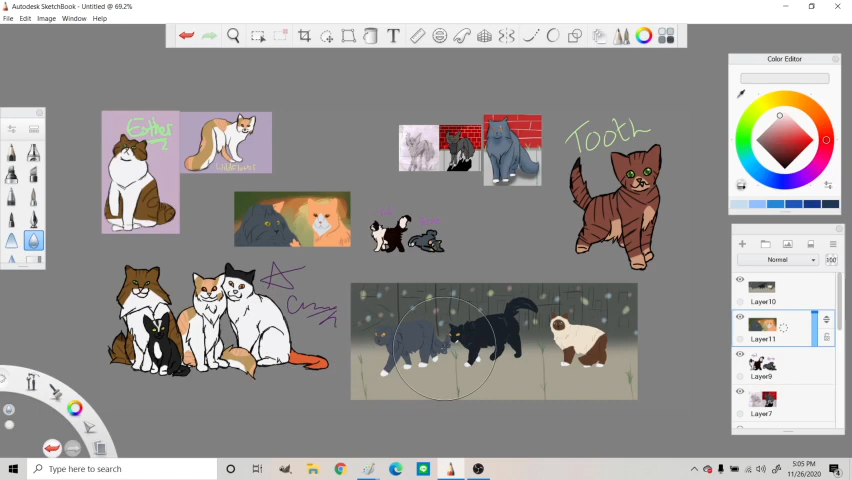 Autodesk SketchBook - Untitled @ 69.2%
File Edit Image Window Help
T
Color Editor
Esther
Tooth
Normal
Layer10
Layer11
Layer9
Layer7
Type here to search
5:05 PM
11/26/2020
4